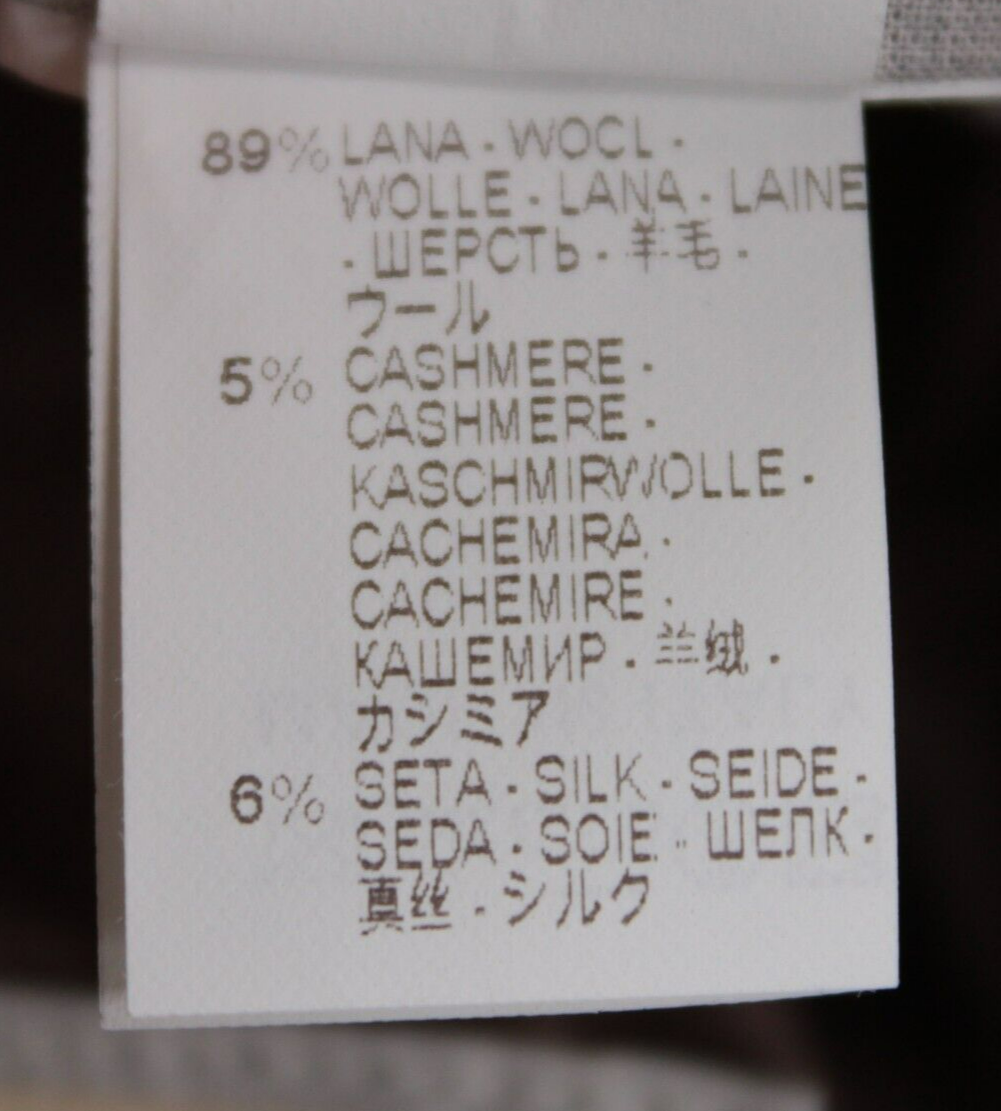 89% LANA · WOCL ·
WOLLE · LANA · LAINE
· ШЕРСТЬ · 羊毛 ·
ウール
5% CASHMERE ·
CASHMERE ·
KASCHMIRWOLLE ·
CACHEMIRA ·
CACHEMIRE ·
КАШЕМИР · 兰绒 ·
カシミア
6% SETA · SILK · SEIDE ·
SEDA · SOIE · ШЕЛК ·
真丝 · シルク